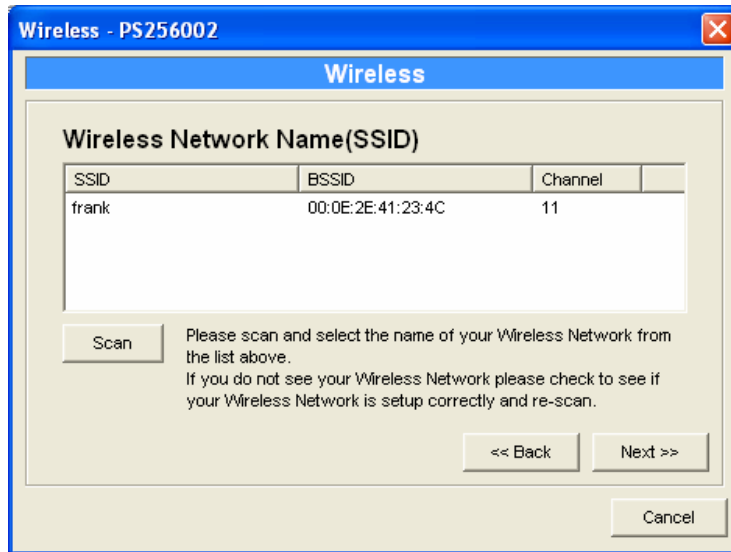 Wireless - PS256002
Wireless
Wireless Network Name(SSID)
SSID BSSID Channel
frank 00:0E:2E:41:23:4C 11
Scan
Please scan and select the name of your Wireless Network from
the list above.
If you do not see your Wireless Network please check to see if
your Wireless Network is setup correctly and re-scan.
<< Back Next >>
Cancel